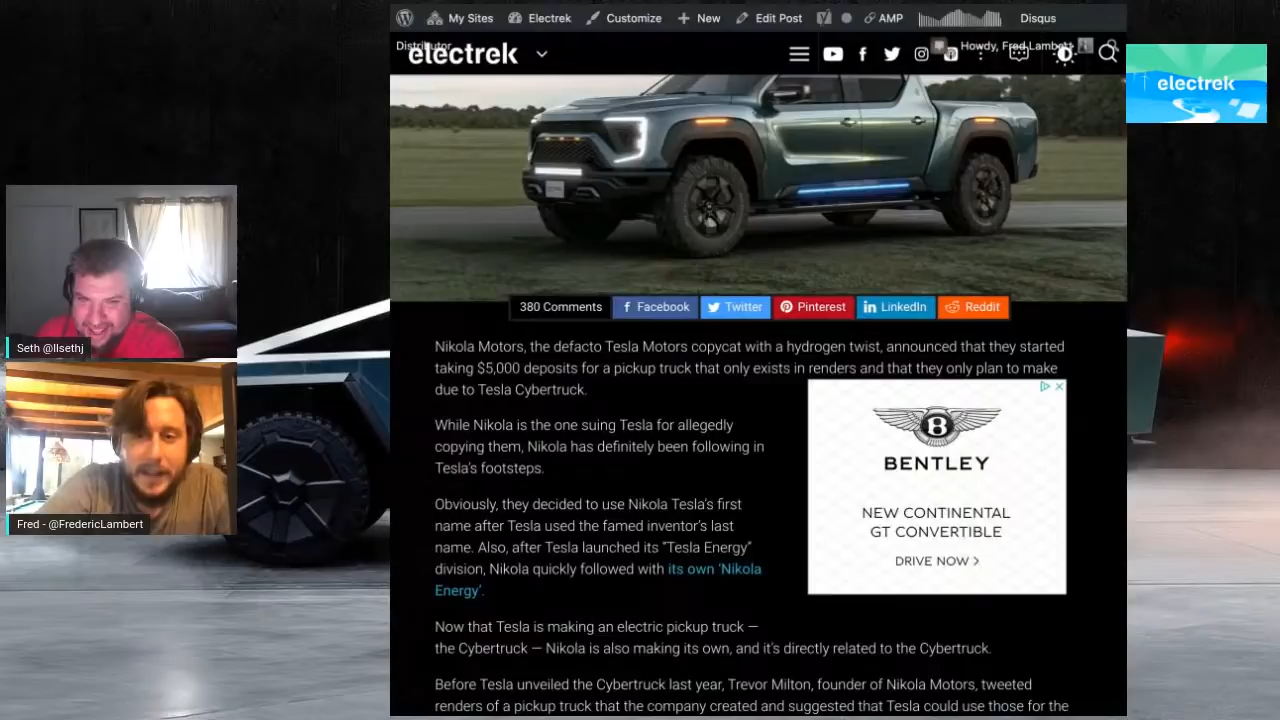 My Sites
Electrek
Customize
New
Edit Post
AMP
Disqus
Distributor
electrek
Howdy, Fred Lambert
electrek
380 Comments
Facebook
Twitter
Pinterest
LinkedIn
Reddit
Nikola Motors, the defacto Tesla Motors copycat with a hydrogen twist, announced that they started
taking $5,000 deposits for a pickup truck that only exists in renders and that they only plan to make
due to Tesla Cybertruck.
While Nikola is the one suing Tesla for allegedly
copying them, Nikola has definitely been following in
Tesla's footsteps.
Obviously, they decided to use Nikola Tesla's first
name after Tesla used the famed inventor's last
name. Also, after Tesla launched its "Tesla Energy"
division, Nikola quickly followed with its own 'Nikola
Energy'.
B
BENTLEY
NEW CONTINENTAL
GT CONVERTIBLE
DRIVE NOW >
Now that Tesla is making an electric pickup truck —
the Cybertruck — Nikola is also making its own, and it's directly related to the Cybertruck.
Before Tesla unveiled the Cybertruck last year, Trevor Milton, founder of Nikola Motors, tweeted
renders of a pickup truck that the company created and suggested that Tesla could use those for the
Seth @llsethj
Fred - @FredericLambert